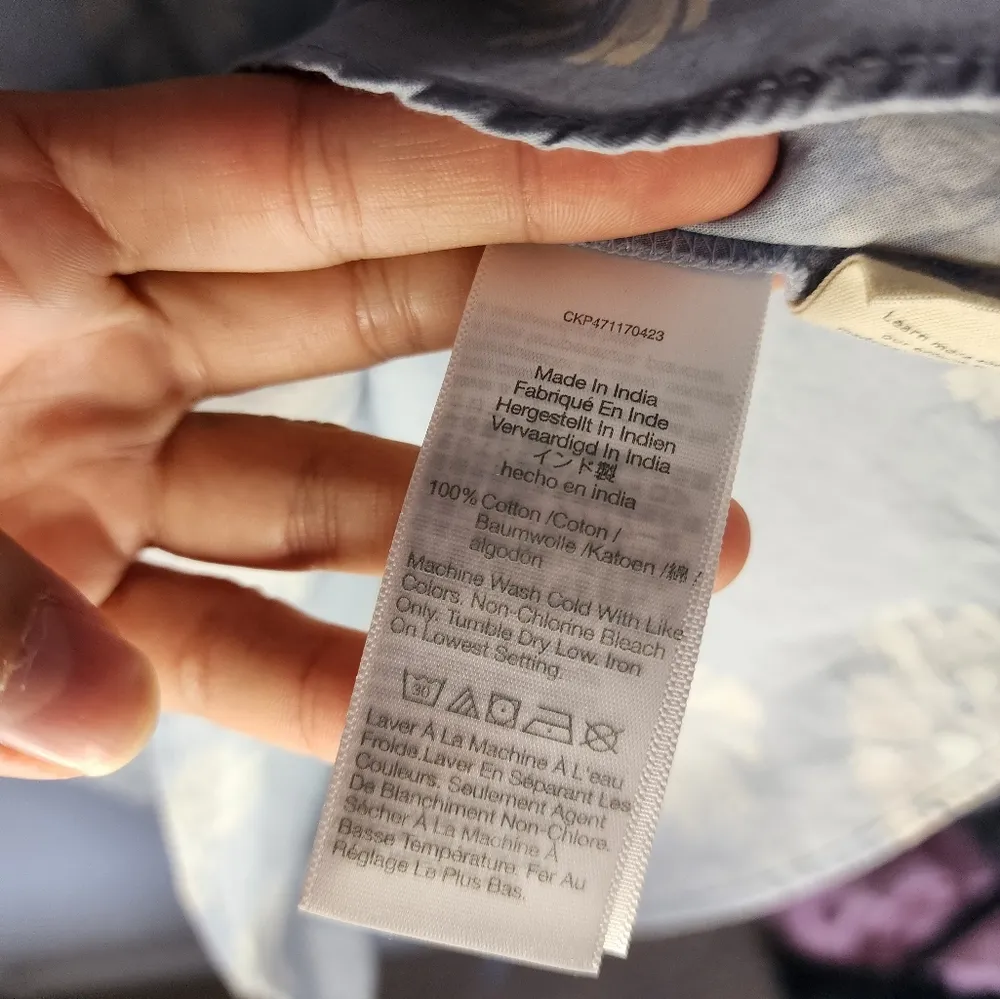 CKP471170423
Made In India
Fabriqué En Inde
Hergestellt In Indien
Vervaardigd In India
インド製
hecho en india
100% Cotton /Coton /
Baumwolle /Katoen /綿 /
algodón
Machine Wash Cold With Like
Colors, Non-Chlorine Bleach
Only, Tumble Dry Low. Iron
On Lowest Setting.
30
Laver À La Machine À L'eau
Froide.Laver En Séparant Les
Couleurs. Seulement Agent
De Blanchiment Non-Chlore.
Sécher À La Machine À
Basse Température. Fer Au
Réglage Le Plus Bas.
Learn more
our